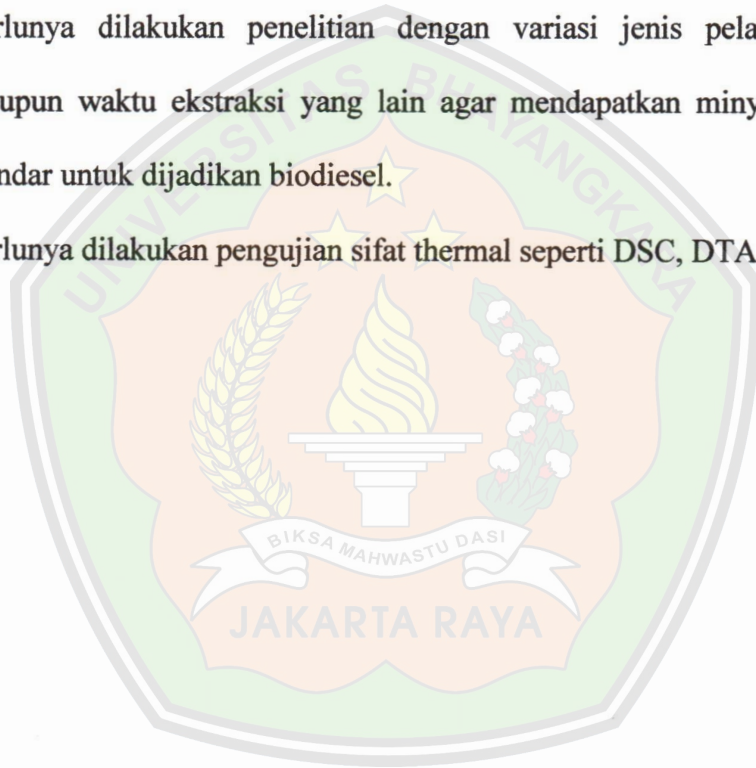 rlunya dilakukan penelitian dengan variasi jenis pela
upun waktu ekstraksi yang lain agar mendapatkan miny
ndar untuk dijadikan biodiesel.
rlunya dilakukan pengujian sifat thermal seperti DSC, DTA
UNIVERSITAS BHAYANGKARA
BIKSA MAHWASTU DASI
JAKARTA RAYA